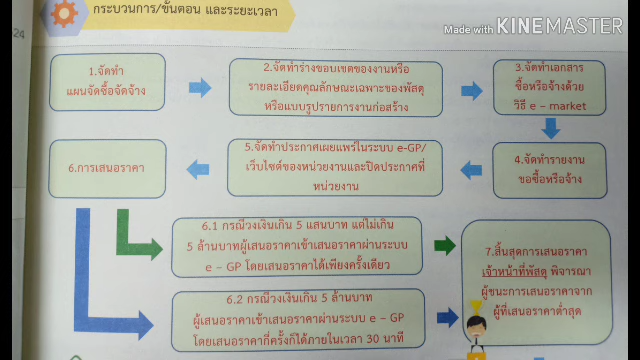 กระบวนการ/ขั้นตอน และระยะเวลา
Made with KINEMASTER
24
1.จัดทำ
แผนจัดซื้อจัดจ้าง
2.จัดทำร่างขอบเขตของงานหรือ
รายละเอียดคุณลักษณะเฉพาะของพัสดุ
หรือแบบรูปรายการงานก่อสร้าง
3.จัดทำเอกสาร
ซื้อหรือจ้างด้วย
วิธี e – market
6.การเสนอราคา
5.จัดทำประกาศเผยแพร่ในระบบ e-GP/
เว็บไซต์ของหน่วยงานและปิดประกาศที่
หน่วยงาน
4.จัดทำรายงาน
ขอซื้อหรือจ้าง
6.1 กรณีวงเงินเกิน 5 แสนบาท แต่ไม่เกิน
5 ล้านบาทผู้เสนอราคาเข้าเสนอราคาผ่านระบบ
e – GP โดยเสนอราคาได้เพียงครั้งเดียว
6.2 กรณีวงเงินเกิน 5 ล้านบาท
ผู้เสนอราคาเข้าเสนอราคาผ่านระบบ e – GP
โดยเสนอราคากี่ครั้งก็ได้ภายในเวลา 30 นาที
7.สิ้นสุดการเสนอราคา
เจ้าหน้าที่พัสดุ พิจารณา
ผู้ชนะการเสนอราคาจาก
ผู้ที่เสนอราคาต่ำสุด